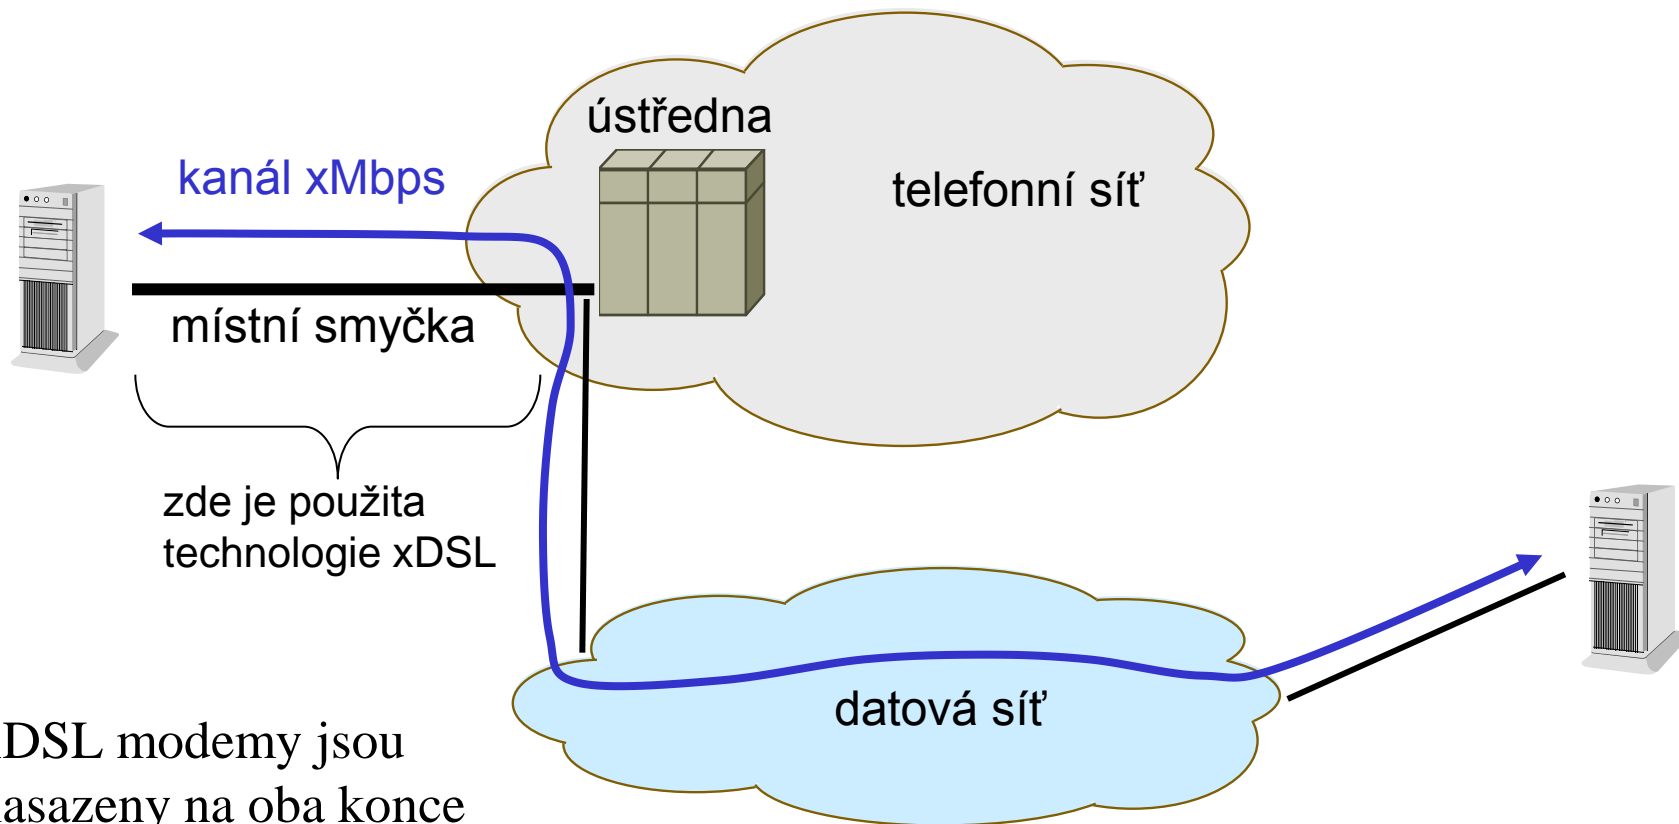 ústředna
kanál xMbps
telefonní síť
místní smyčka
zde je použita
technologie xDSL
datová síť
DSL modemy jsou
na oba konce